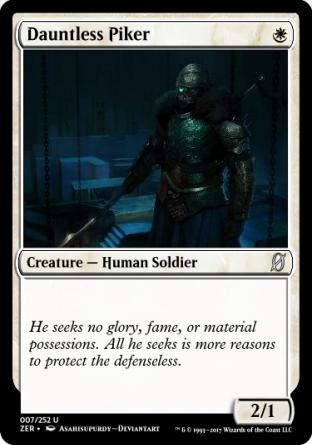 Dauntless Piker
Creature — Human Soldier
He seeks no glory, fame, or material
possessions. All he seeks is more reasons
to protect the defenseless.
2/1
007/252 U
ZER • Asahisuperdy—Deviantart
™ & © 1993–2017 Wizards of the Coast LLC